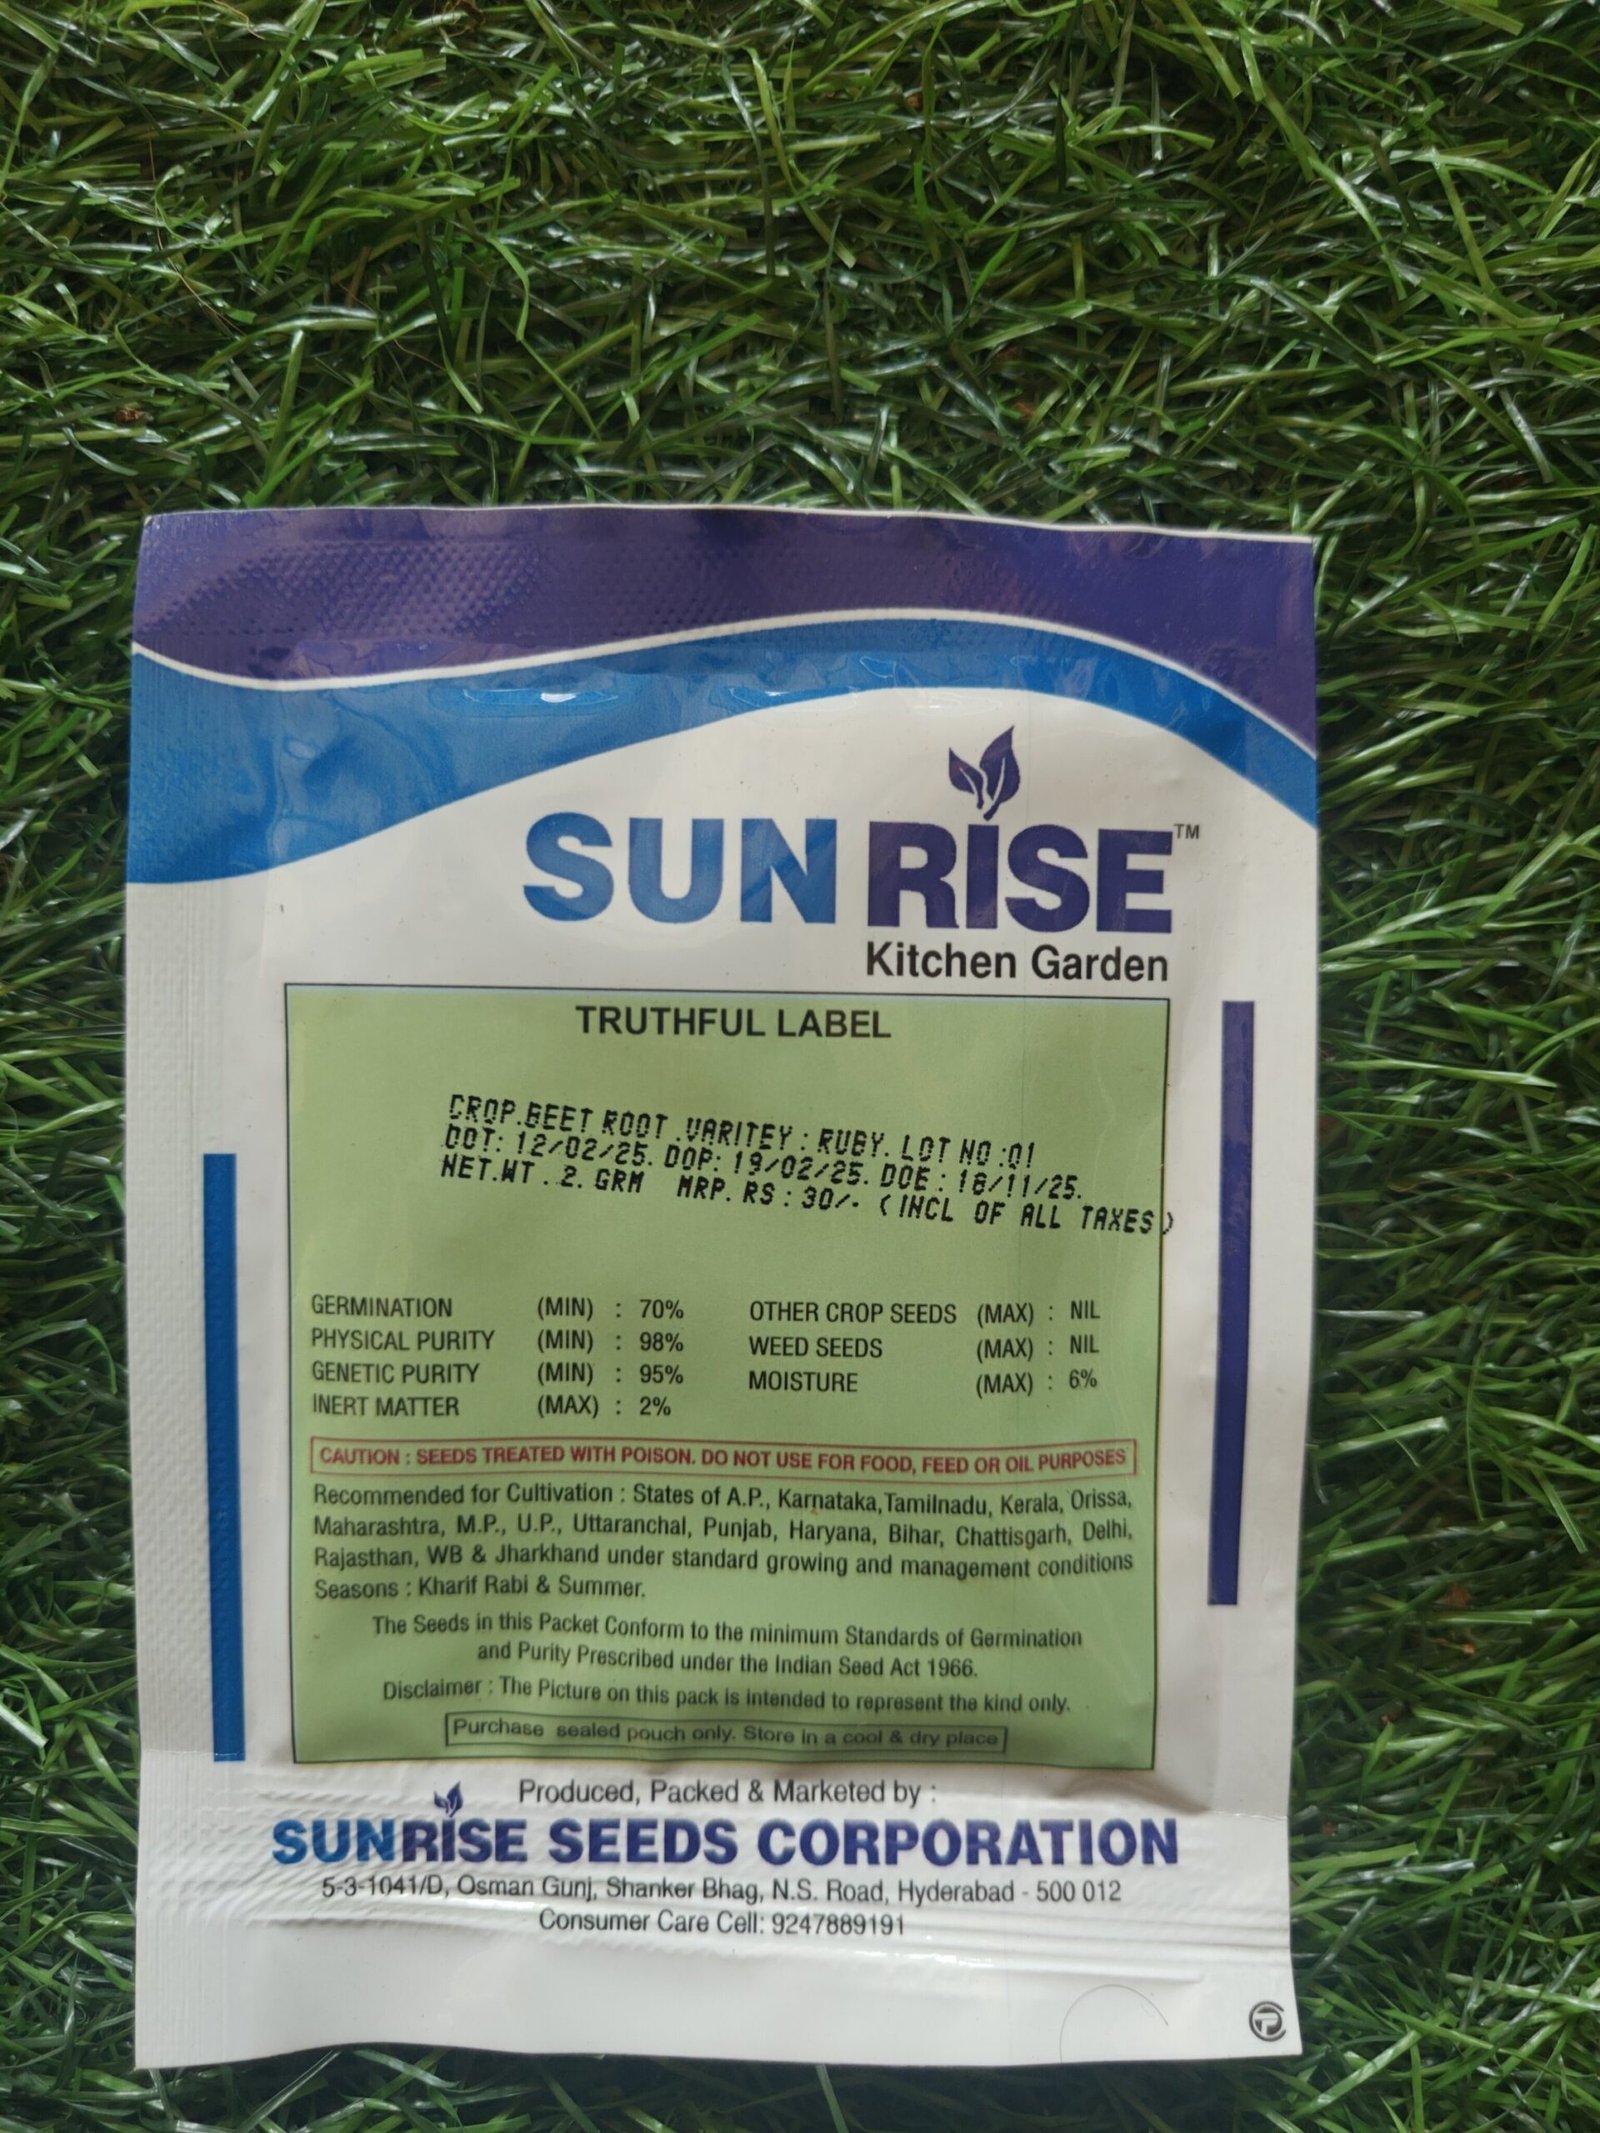 SUNRISE™
Kitchen Garden
TRUTHFUL LABEL
CROP.BEET ROOT .VARITEY : RUBY. LOT NO :01
DOT: 12/02/25. DOP: 19/02/25. DOE : 18/11/25.
NET.WT . 2. GRM MRP. RS : 30/- ( INCL OF ALL TAXES )
GERMINATION (MIN) : 70% OTHER CROP SEEDS (MAX) : NIL
PHYSICAL PURITY (MIN) : 98% WEED SEEDS (MAX) : NIL
GENETIC PURITY (MIN) : 95% MOISTURE (MAX) : 6%
INERT MATTER (MAX) : 2%
CAUTION : SEEDS TREATED WITH POISON. DO NOT USE FOR FOOD, FEED OR OIL PURPOSES
Recommended for Cultivation : States of A.P., Karnataka,Tamilnadu, Kerala, Orissa,
Maharashtra, M.P., U.P., Uttaranchal, Punjab, Haryana, Bihar, Chattisgarh, Delhi,
Rajasthan, WB & Jharkhand under standard growing and management conditions
Seasons : Kharif Rabi & Summer.
The Seeds in this Packet Conform to the minimum Standards of Germination
and Purity Prescribed under the Indian Seed Act 1966.
Disclaimer : The Picture on this pack is intended to represent the kind only.
Purchase sealed pouch only. Store in a cool & dry place
Produced, Packed & Marketed by :
SUNRISE SEEDS CORPORATION
5-3-1041/D, Osman Gunj, Shanker Bhag, N.S. Road, Hyderabad - 500 012
Consumer Care Cell: 9247889191